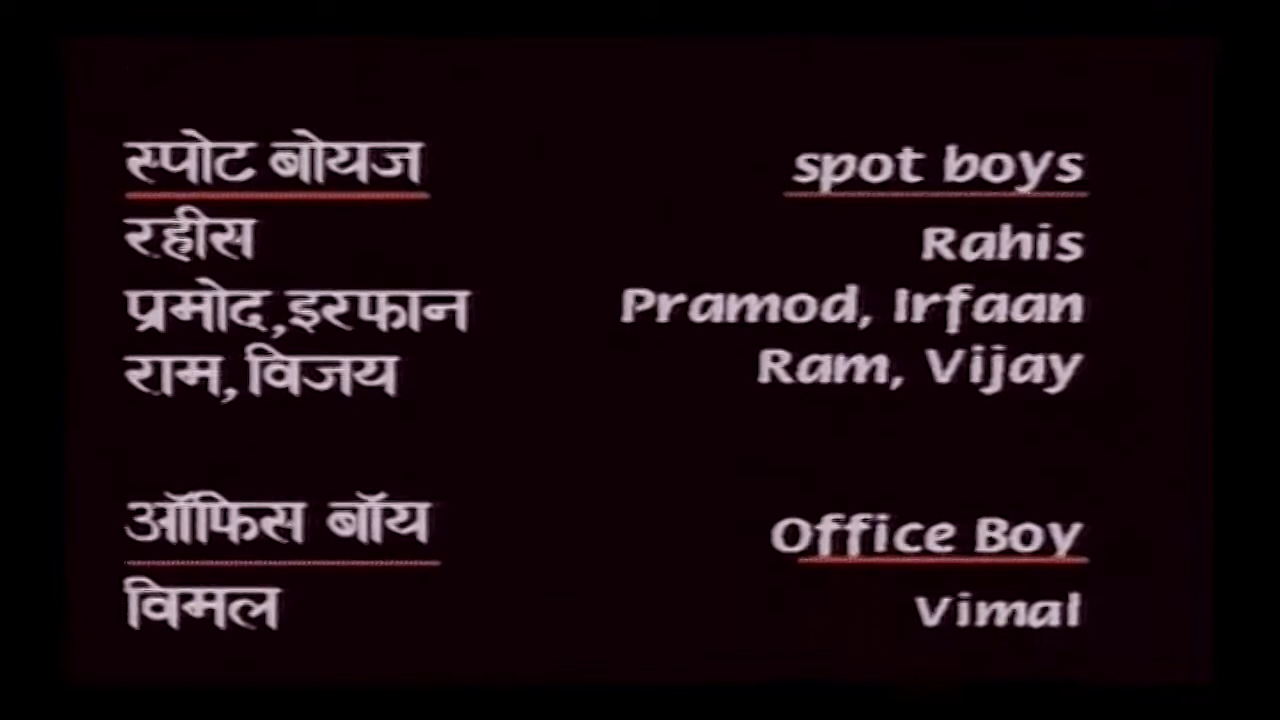 स्पोट बोयज spot boys
रहीस Rahis
प्रमोद,इरफान Pramod, Irfaan
राम,विजय Ram, Vijay
ऑफिस बॉय Office Boy
विमल Vimal